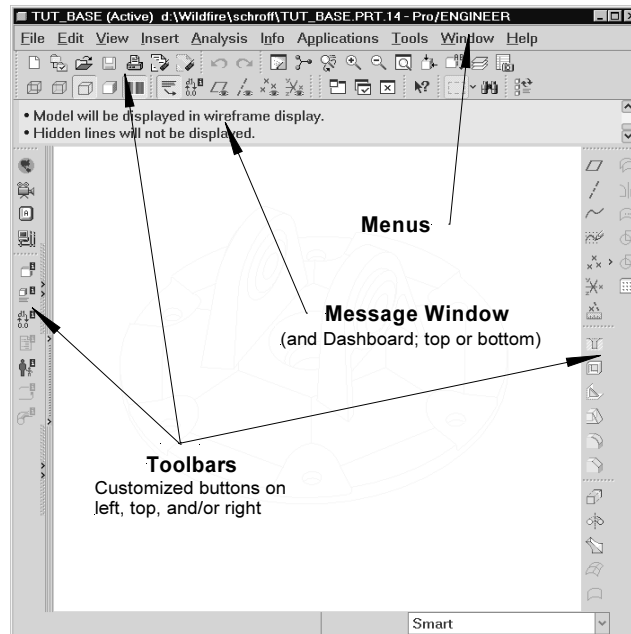 TUT_BASE (Active) d:\Wildfire\schroff\TUT_BASE.PRT.14 - Pro/ENGINEER
File Edit View Insert Analysis Info Applications Tools Window Help
• Model will be displayed in wireframe display.
• Hidden lines will not be displayed.
Menus
Message Window
(and Dashboard; top or bottom)
Toolbars
Customized buttons on
left, top, and/or right
Smart